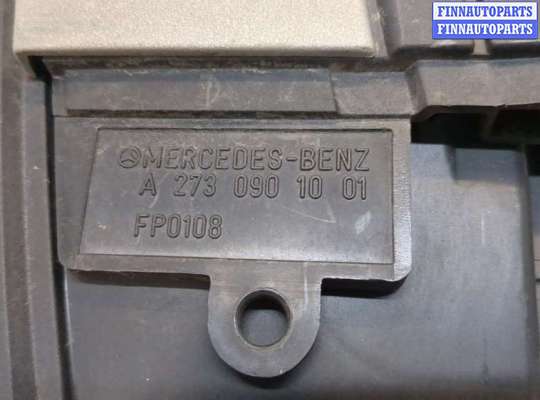 FINNAUTOPARTS
FINNAUTOPARTS
MERCEDES-BENZ
A 273 090 10 01
FP0108